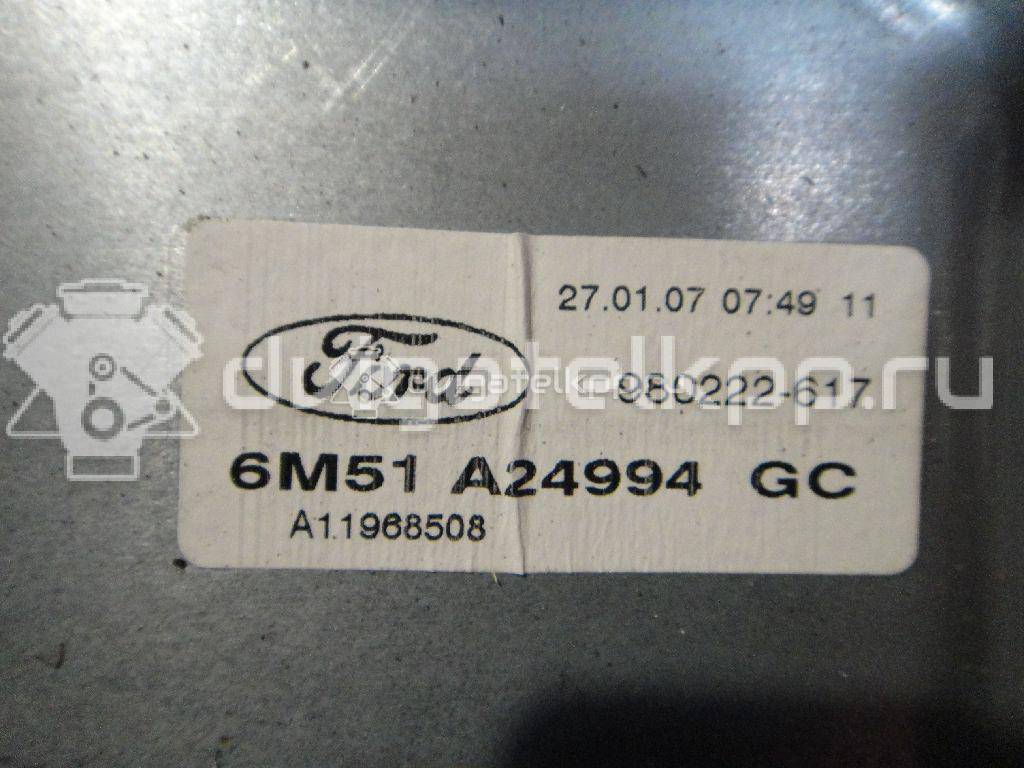 27.01.07 07:49 11
Ford
980222-617
dvigatelkpp.ru
6M51 A24994 GC
A11968508